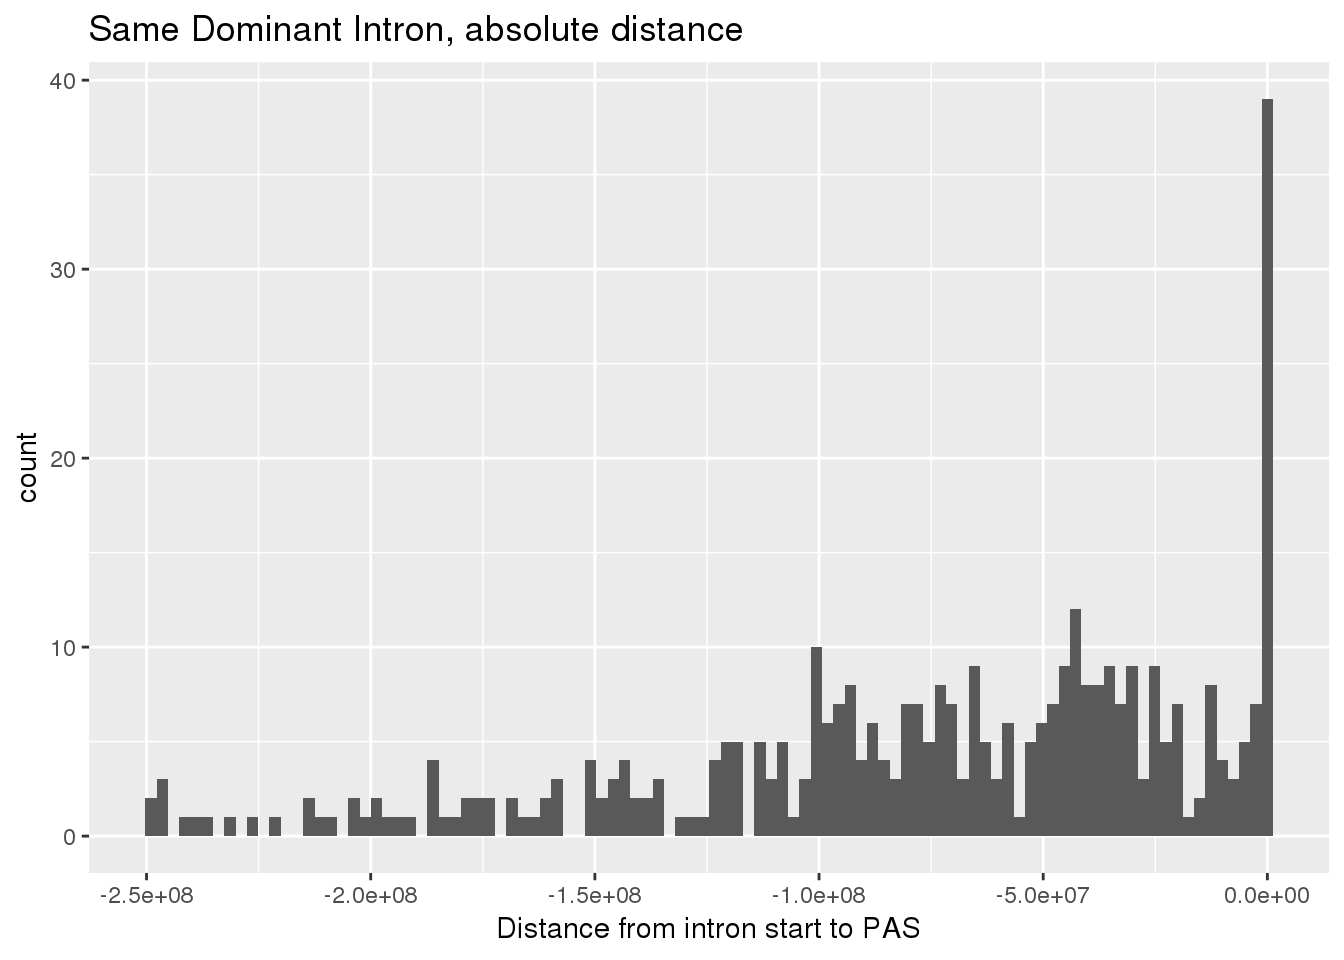 Same Dominant Intron, absolute distance
40
30
20
10
0
count
-2.5e+08 -2.0e+08 -1.5e+08 -1.0e+08 -5.0e+07 0.0e+00
Distance from intron start to PAS